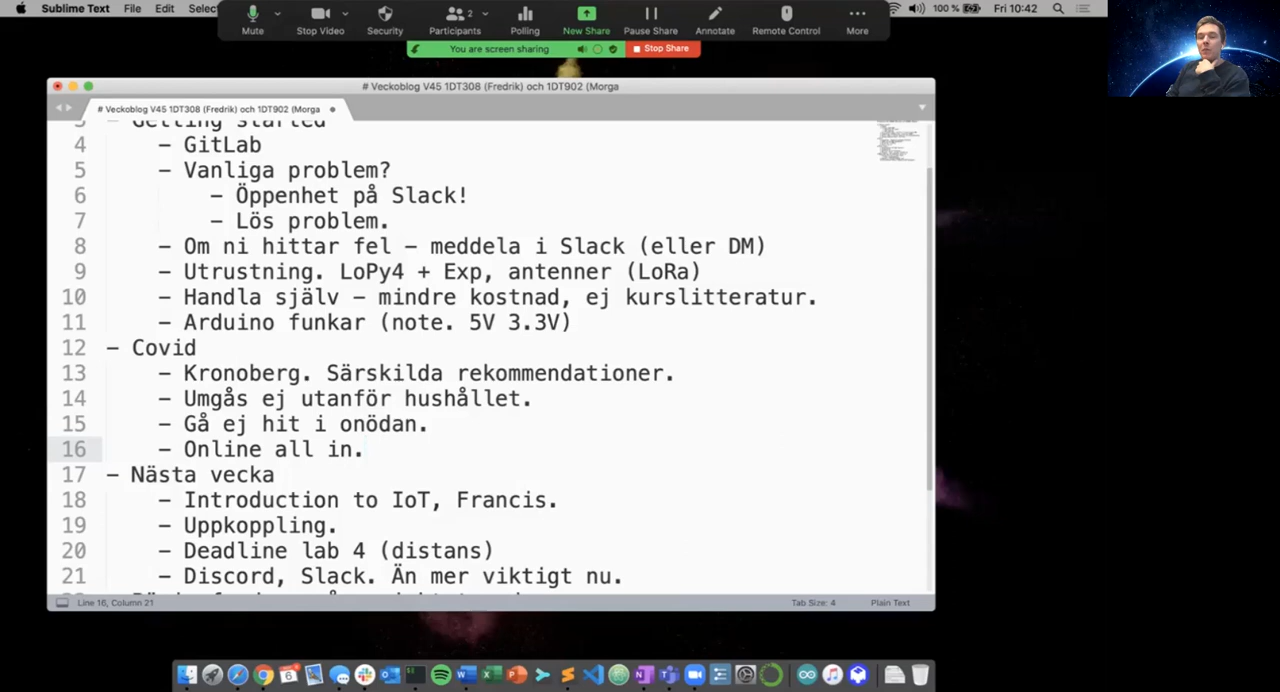 Sublime Text File Edit Selec
100 % Fri 10:42
Mute
Stop Video
Security
2
Participants
Polling
New Share
Pause Share
Annotate
Remote Control
More
You are screen sharing
Stop Share
# Veckoblog V45 1DT308 (Fredrik) och 1DT902 (Morga
# Veckoblog V45 1DT308 (Fredrik) och 1DT902 (Morga
3 - Getting started
4 - GitLab
5 - Vanliga problem?
6 - Öppenhet på Slack!
7 - Lös problem.
8 - Om ni hittar fel - meddela i Slack (eller DM)
9 - Utrustning. LoPy4 + Exp, antenner (LoRa)
10 - Handla själv - mindre kostnad, ej kurslitteratur.
11 - Arduino funkar (note. 5V 3.3V)
12 - Covid
13 - Kronoberg. Särskilda rekommendationer.
14 - Umgås ej utanför hushållet.
15 - Gå ej hit i onödan.
16 - Online all in.
17 - Nästa vecka
18 - Introduction to IoT, Francis.
19 - Uppkoppling.
20 - Deadline lab 4 (distans)
21 - Discord, Slack. Än mer viktigt nu.
Line 16, Column 21
Tab Size: 4
Plain Text